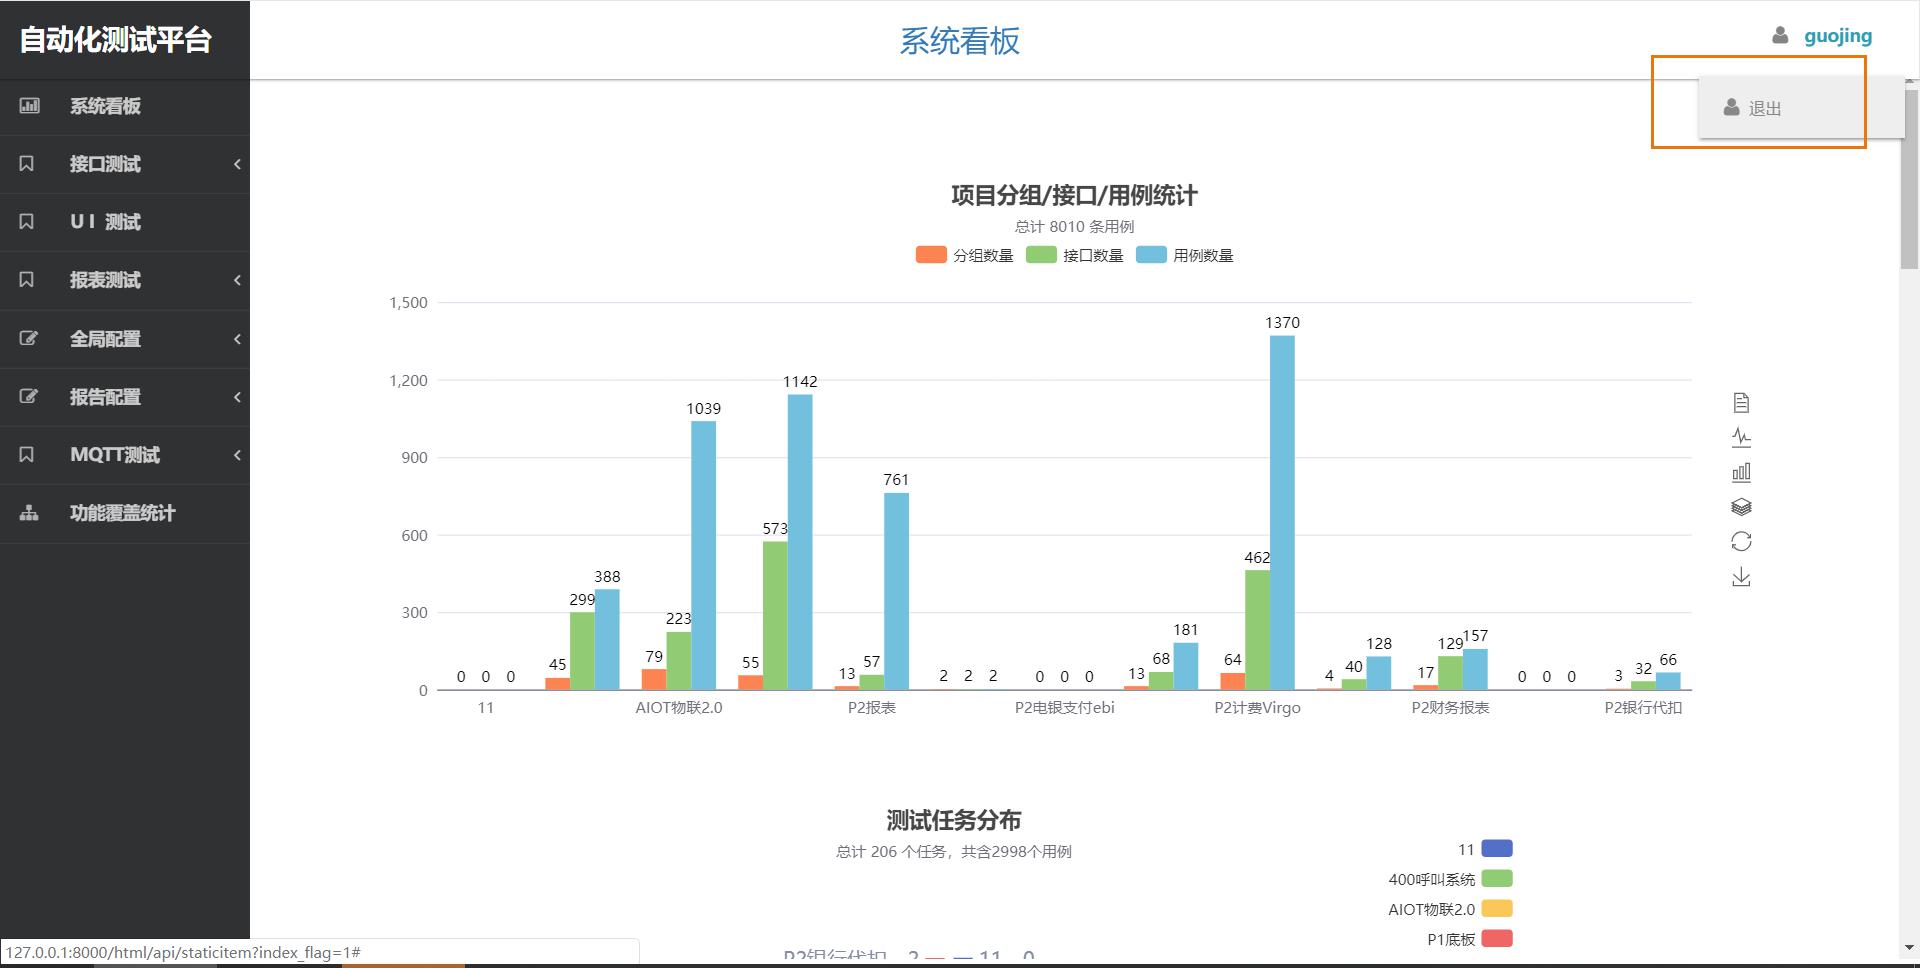 自动化测试平台
系统看板
guojing
退出
系统看板
接口测试
UI 测试
报表测试
全局配置
报告配置
MQTT测试
功能覆盖统计
项目分组/接口/用例统计
总计 8010 条用例
分组数量 接口数量 用例数量
1,500
1,200
900
600
300
0
0 0 0
45 299 388
79 223 1039
55 573 1142
13 57 761
2 2 2
0 0 0
13 68 181
64 462 1370
4 40 128
17 129 157
0 0 0
3 32 66
11 AIOT物联2.0 P2报表 P2电银支付ebi P2计费Virgo P2财务报表 P2银行代扣
测试任务分布
总计 206 个任务，共含2998个用例
11
400呼叫系统
AIOT物联2.0
P1底板
P2银行代扣 2 11 0
127.0.0.1:8000/html/api/staticitem?index_flag=1#